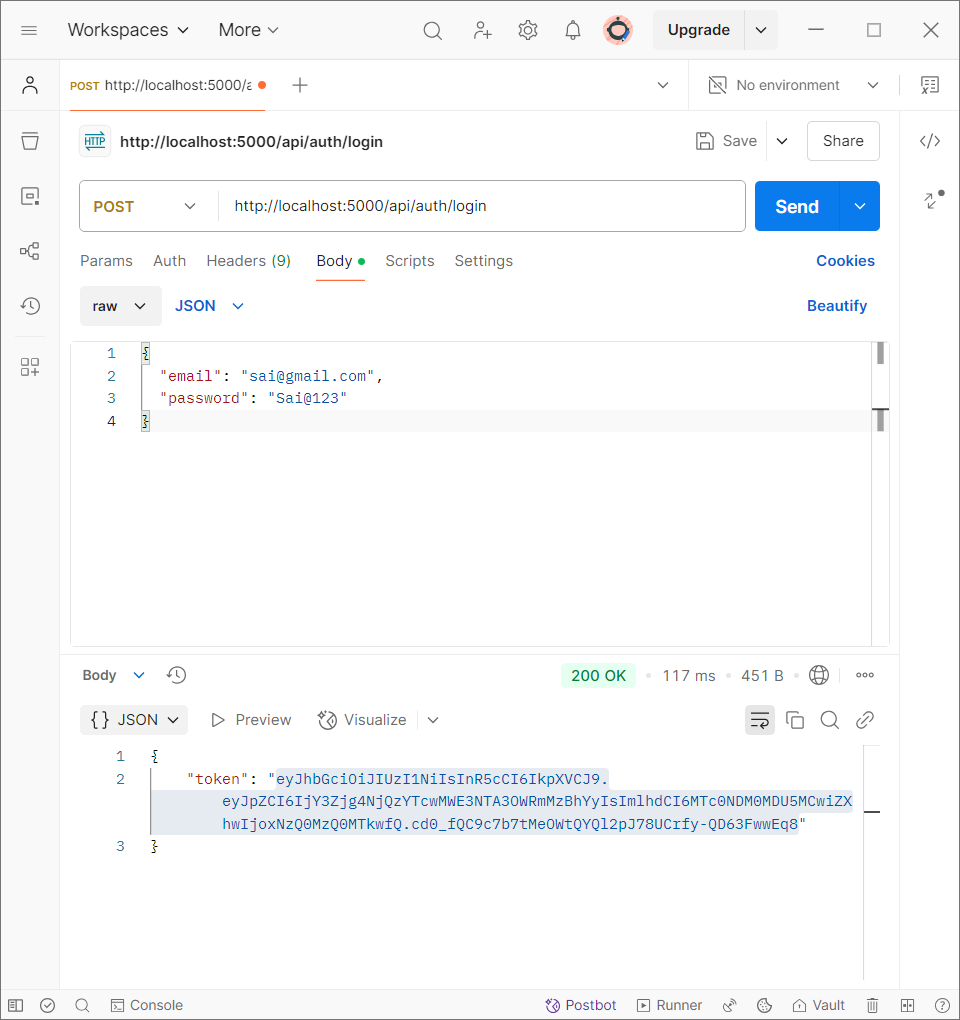 Workspaces More Upgrade
POST http://localhost:5000/a No environment
HTTP http://localhost:5000/api/auth/login Save Share
POST http://localhost:5000/api/auth/login Send
Params Auth Headers (9) Body Scripts Settings Cookies
raw JSON Beautify
1 {
2 "email": "sai@gmail.com",
3 "password": "Sai@123"
4 }
Body 200 OK 117 ms 451 B
{} JSON Preview Visualize
1 {
2 "token": "eyJhbGciOiJIUzI1NiIsInR5cCI6IkpXVCJ9.
eyJpZCI6IjY3Zjg4NjQzYTcwMWE3NTA3OWRmMzBhYyIsImlhdCI6MTc0NDM0MDU5MCwiZX
hwIjoxNzQ0MzQ0MTkwfQ.cd0_fQC9c7b7tMeOWtQYQl2pJ78UCrfy-QD63FwwEq8"
3 }
Console Postbot Runner Vault